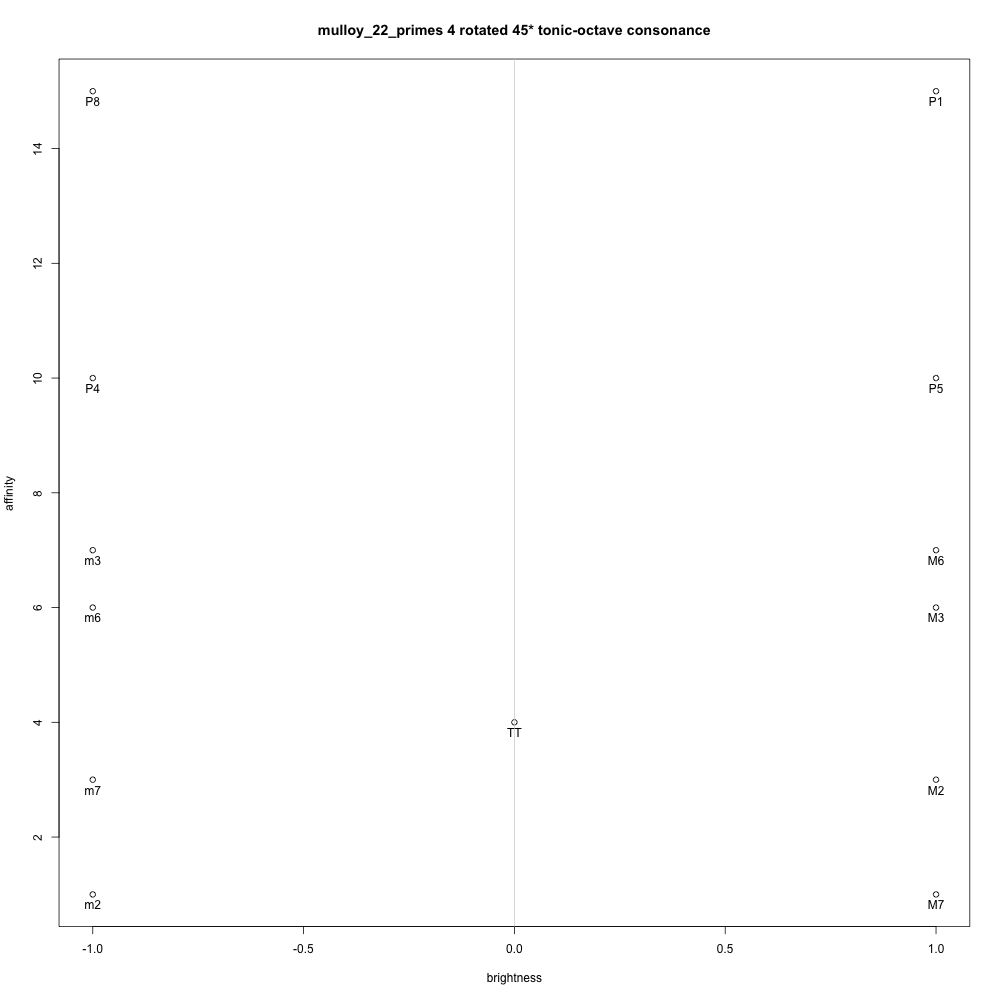 mulloy_22_primes 4 rotated 45* tonic-octave consonance
P8 P1
14
12
10
P4 P5
affinity
8
m3 M6
6
m6 M3
4
TT
m7 M2
2
m2 M7
-1.0 -0.5 0.0 0.5 1.0
brightness